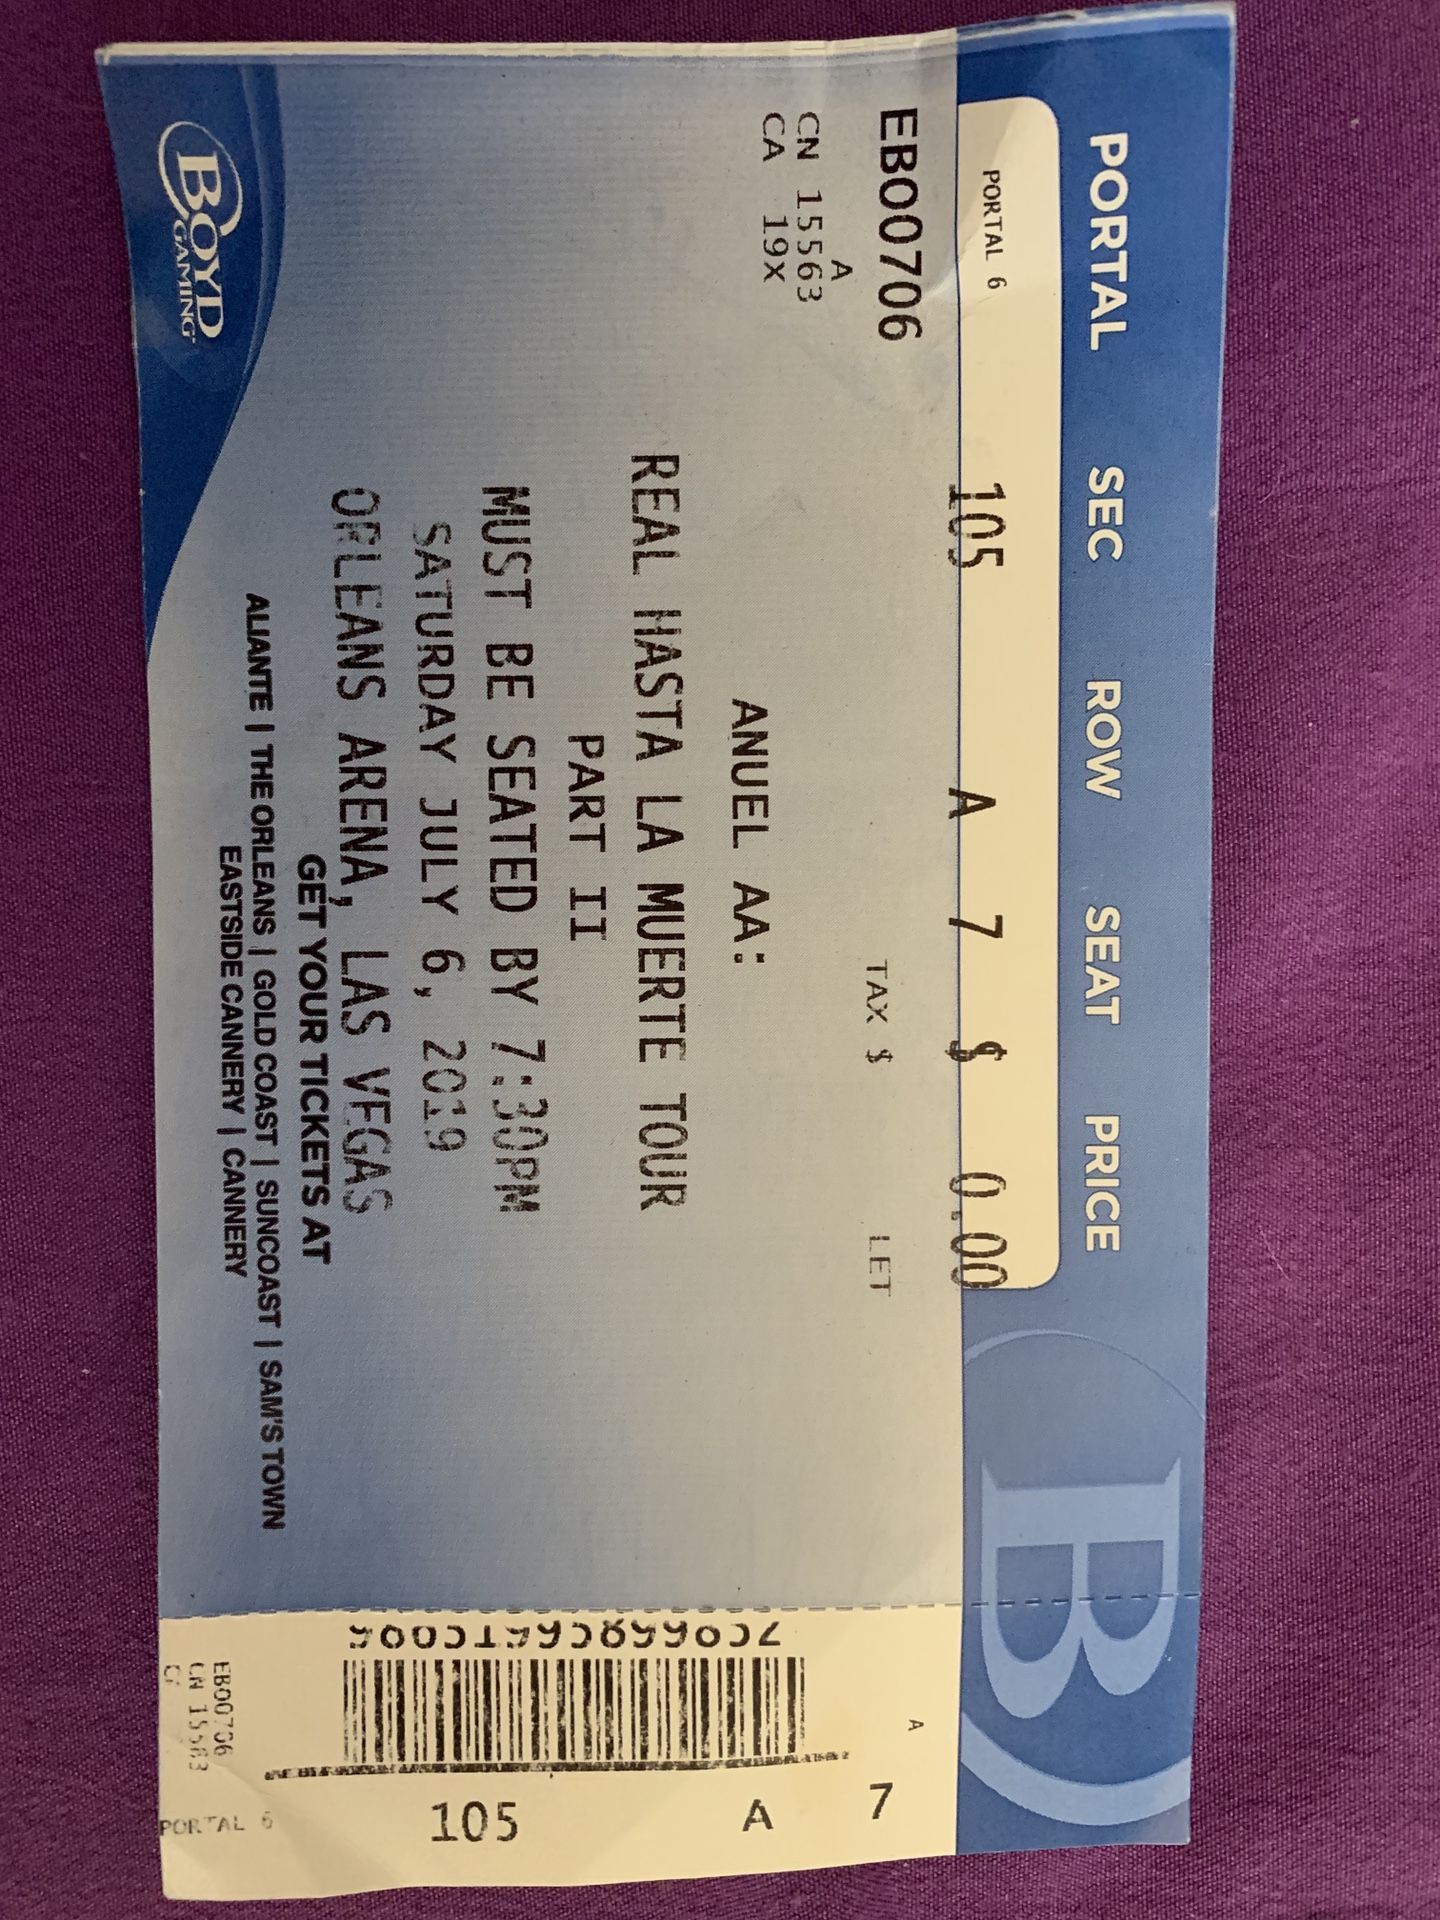 PORTAL SEC ROW SEAT PRICE
PORTAL 6 105 A 7 $ 0.00
EB00706 TAX $ LET
A
CN 15563
CA 19X
ANUEL AA:
REAL HASTA LA MUERTE TOUR
PART II
MUST BE SEATED BY 7:30PM
SATURDAY JULY 6, 2019
ORLEANS ARENA, LAS VEGAS
GET YOUR TICKETS AT
ALIANTE | THE ORLEANS | GOLD COAST | SUNCOAST | SAM'S TOWN
EASTSIDE CANNERY | CANNERY
BOYD
GAMING
B
A
7
A
105
PORTAL 6
EB00706
CN 15563